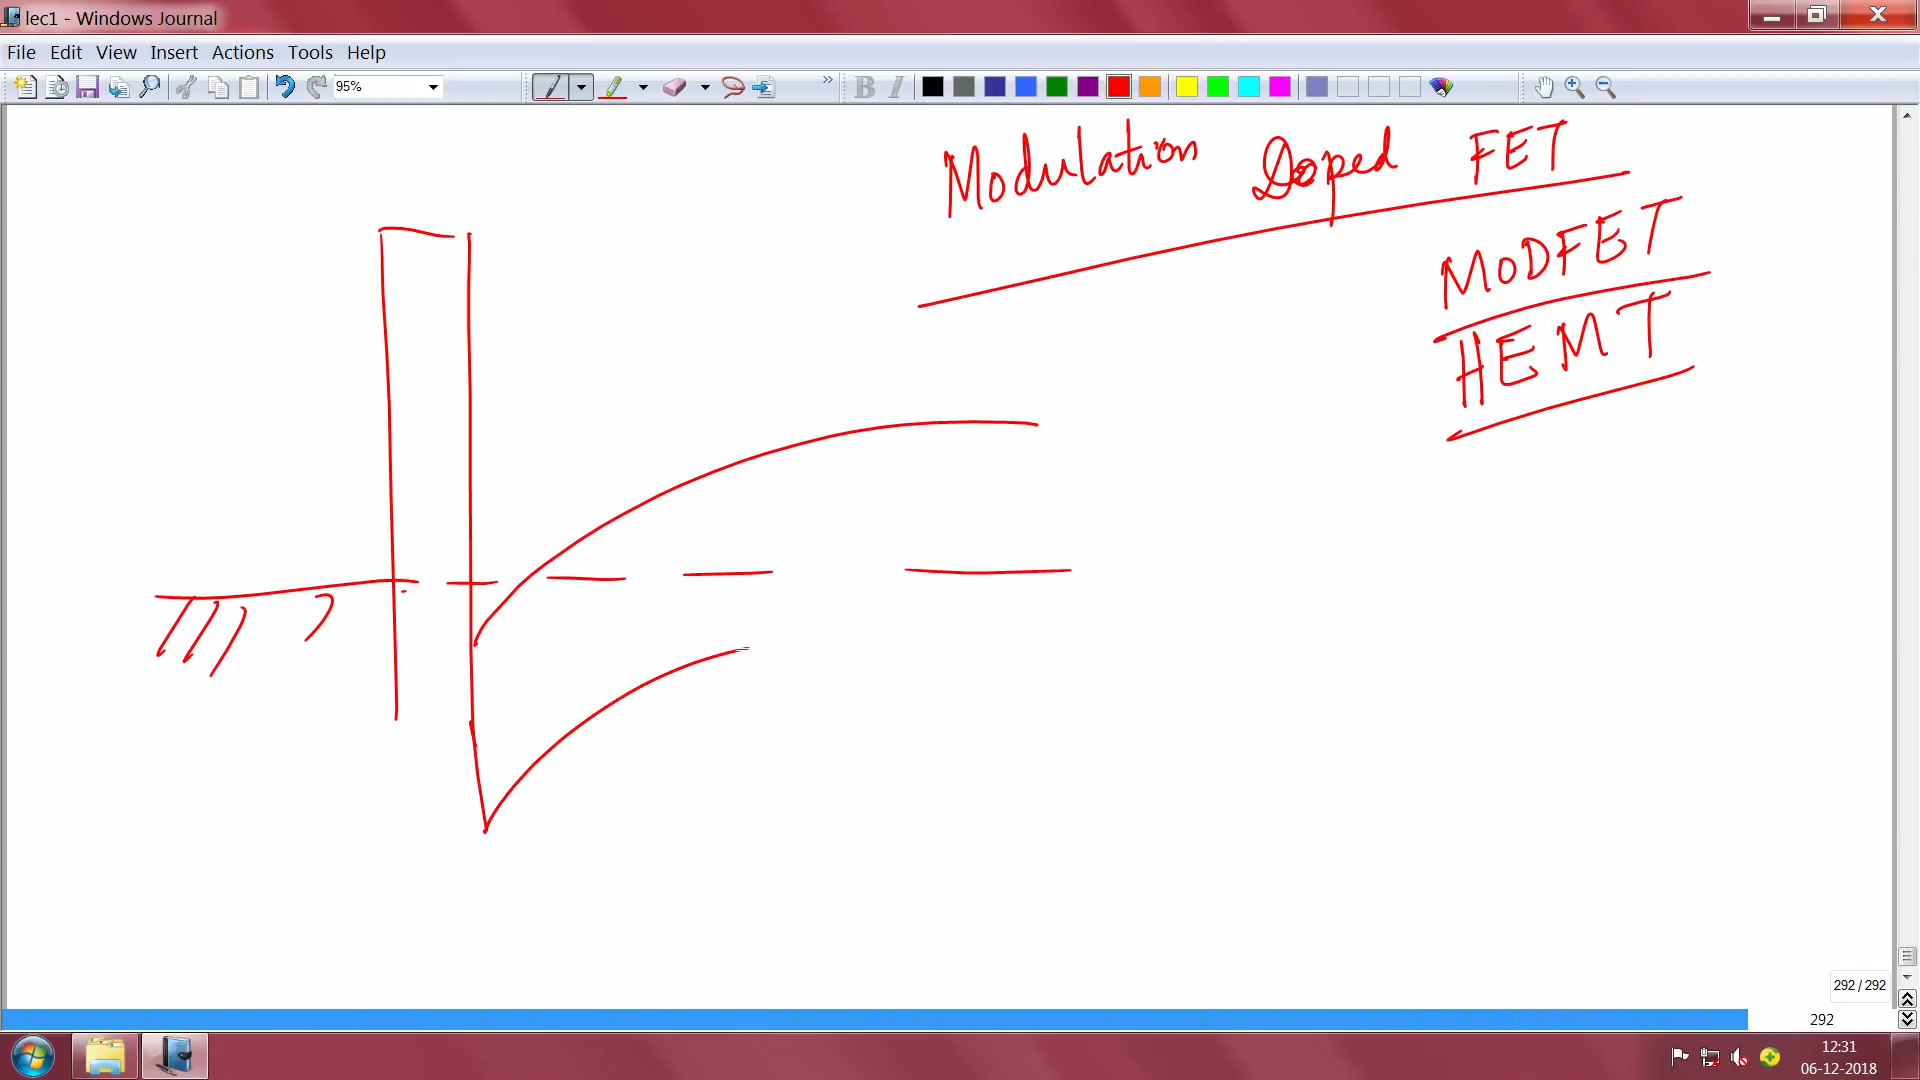 lec1 - Windows Journal
File Edit View Insert Actions Tools Help
95%
B I
Modulation Doped FET
MODFET
HEMT
292 / 292
292
12:31
06-12-2018